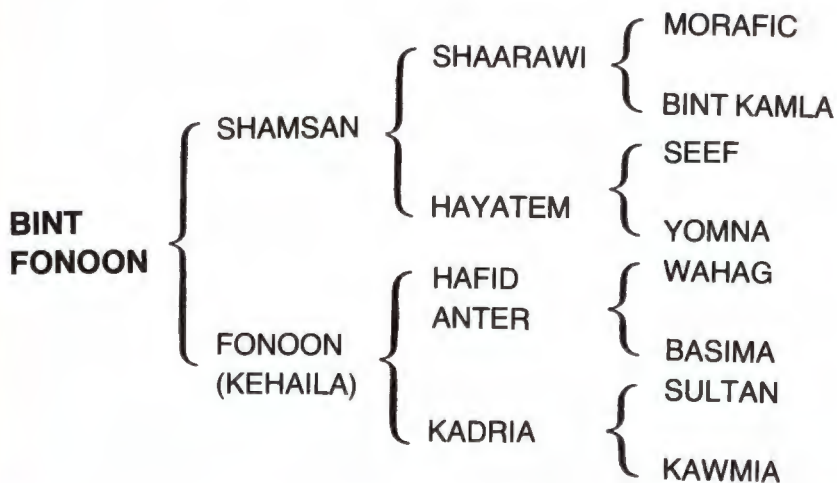 BINT
FONOON
SHAMSAN
FONOON
(KEHAILA)
SHAARAWI
HAYATEM
HAFID
ANTER
KADRIA
MORAFIC
BINT KAMLA
SEEF
YOMNA
WAHAG
BASIMA
SULTAN
KAWMIA